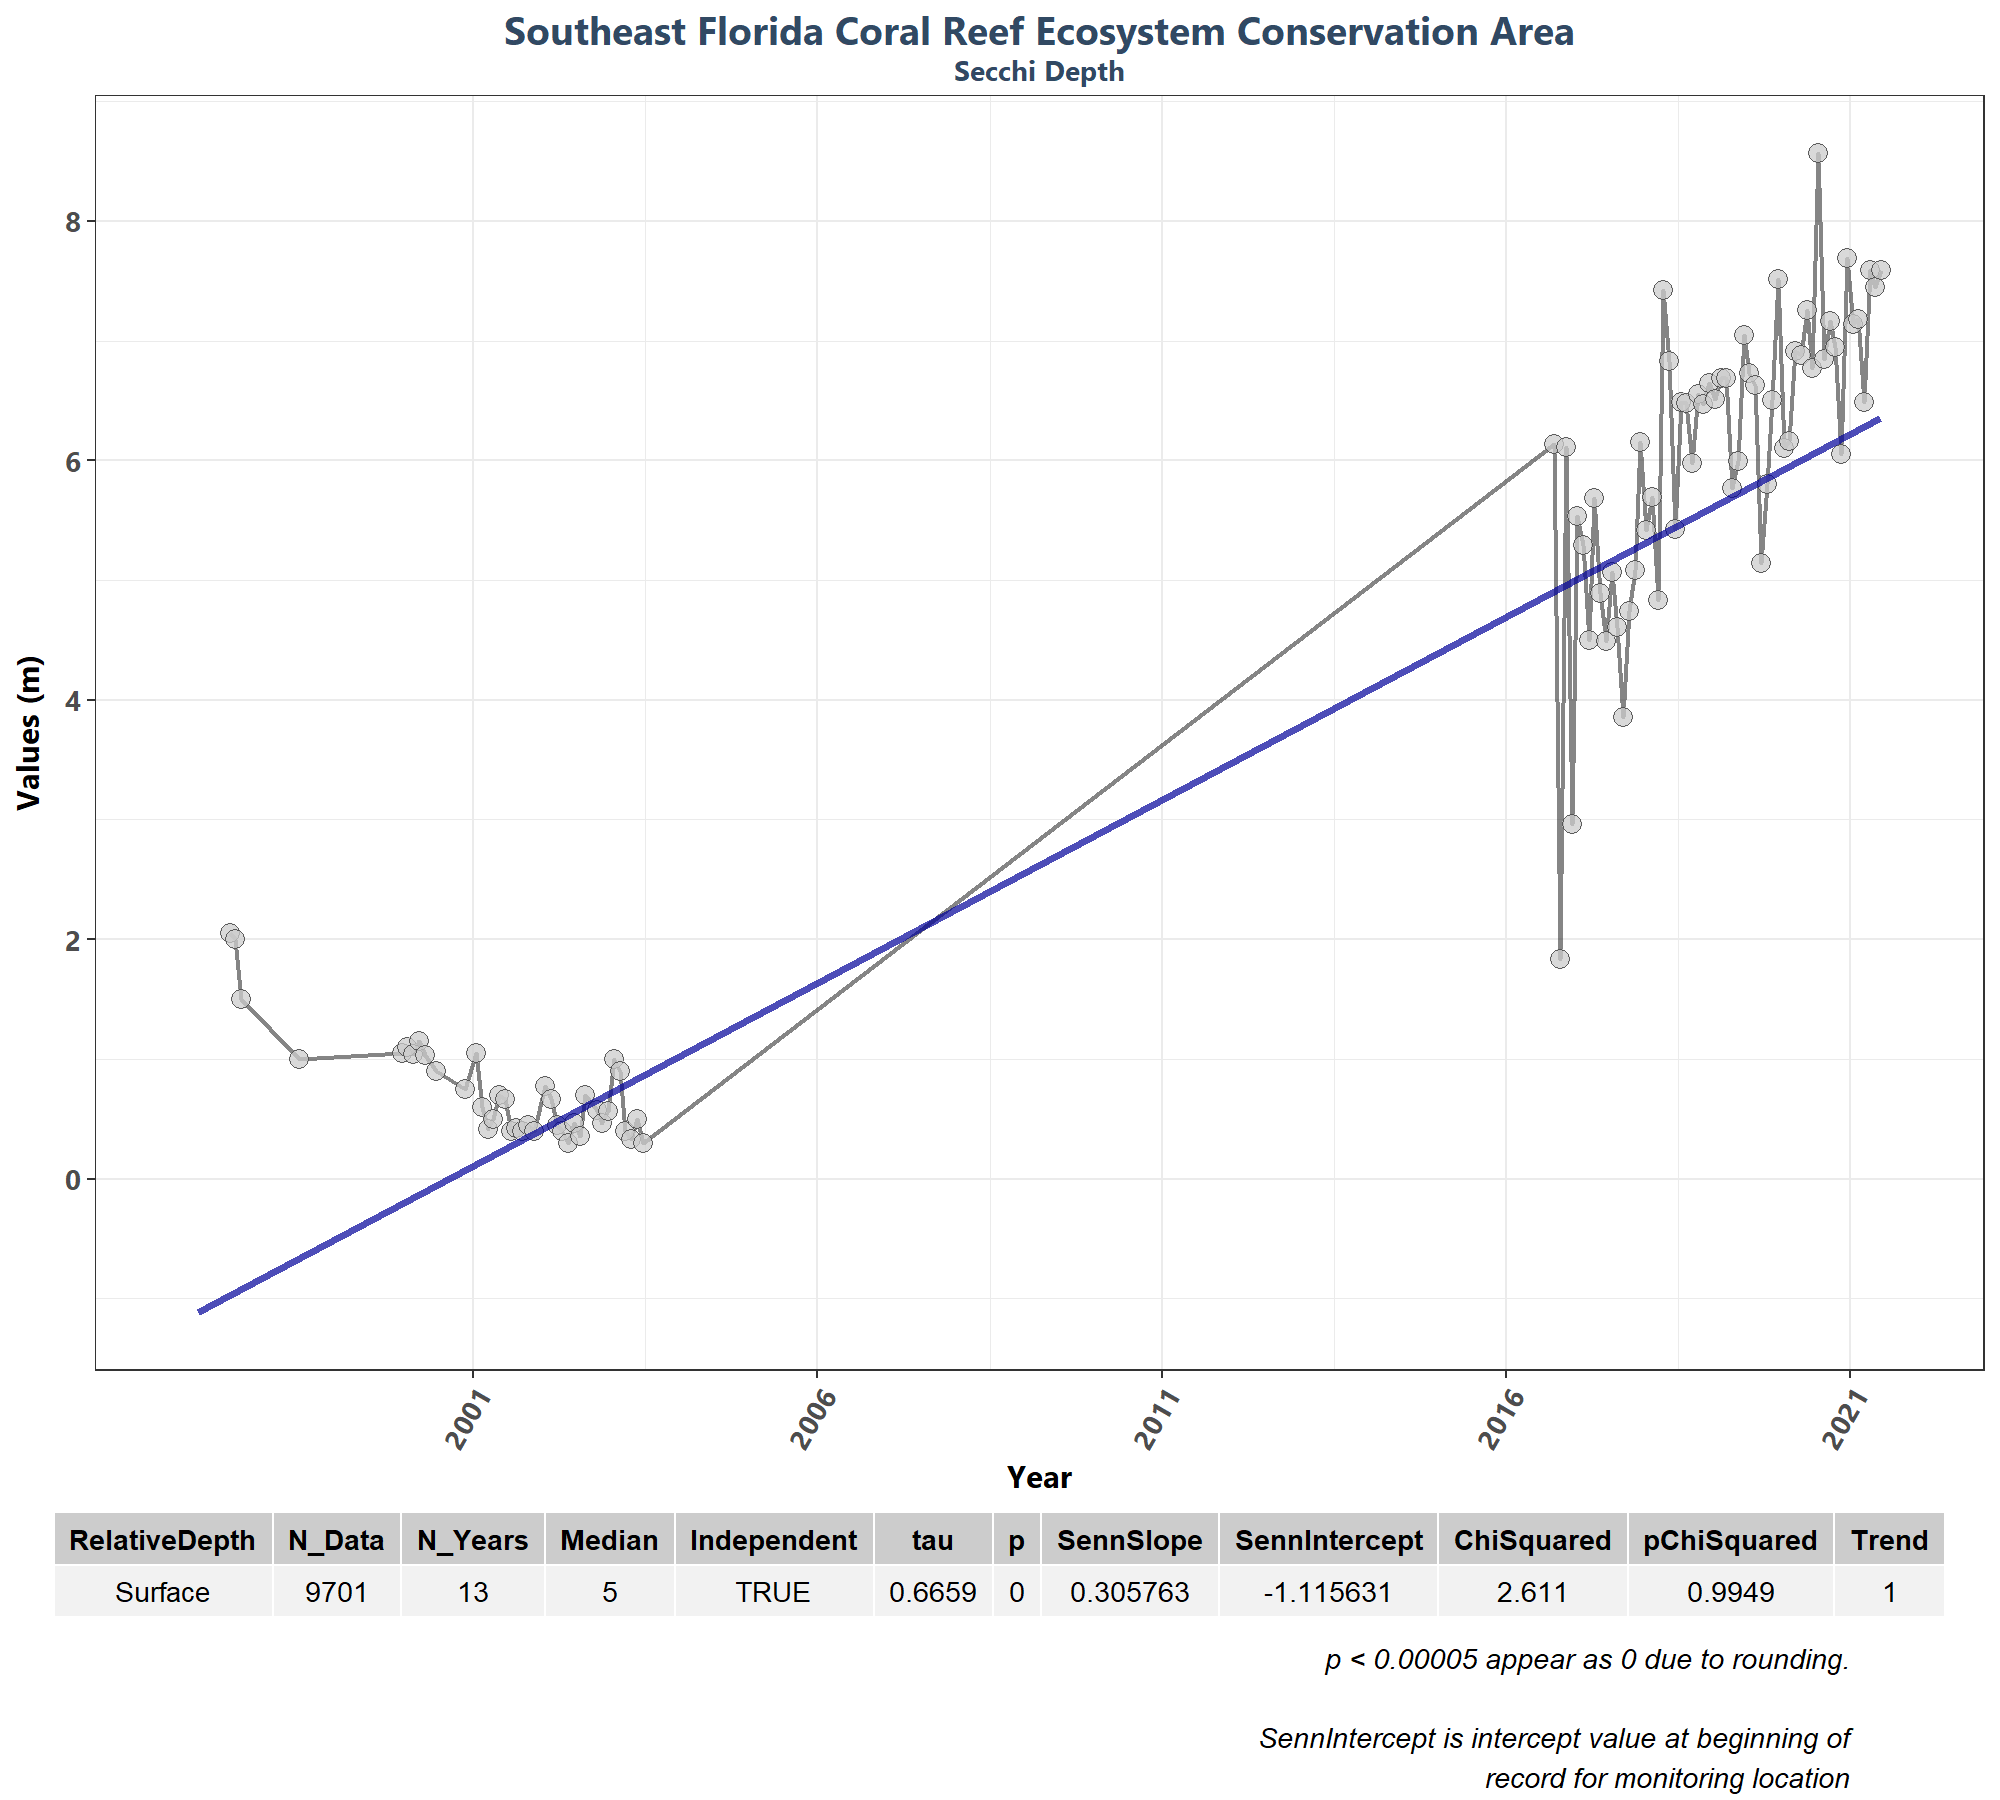 Southeast Florida Coral Reef Ecosystem Conservation Area
Secchi Depth
8
6
4
2
0
Values (m)
2001 2006 2011 2016 2021
Year
RelativeDepth N_Data N_Years Median Independent tau p SennSlope SennIntercept ChiSquared pChiSquared Trend
Surface 9701 13 5 TRUE 0.6659 0 0.305763 -1.115631 2.611 0.9949 1
p < 0.00005 appear as 0 due to rounding.
SennIntercept is intercept value at beginning of
record for monitoring location